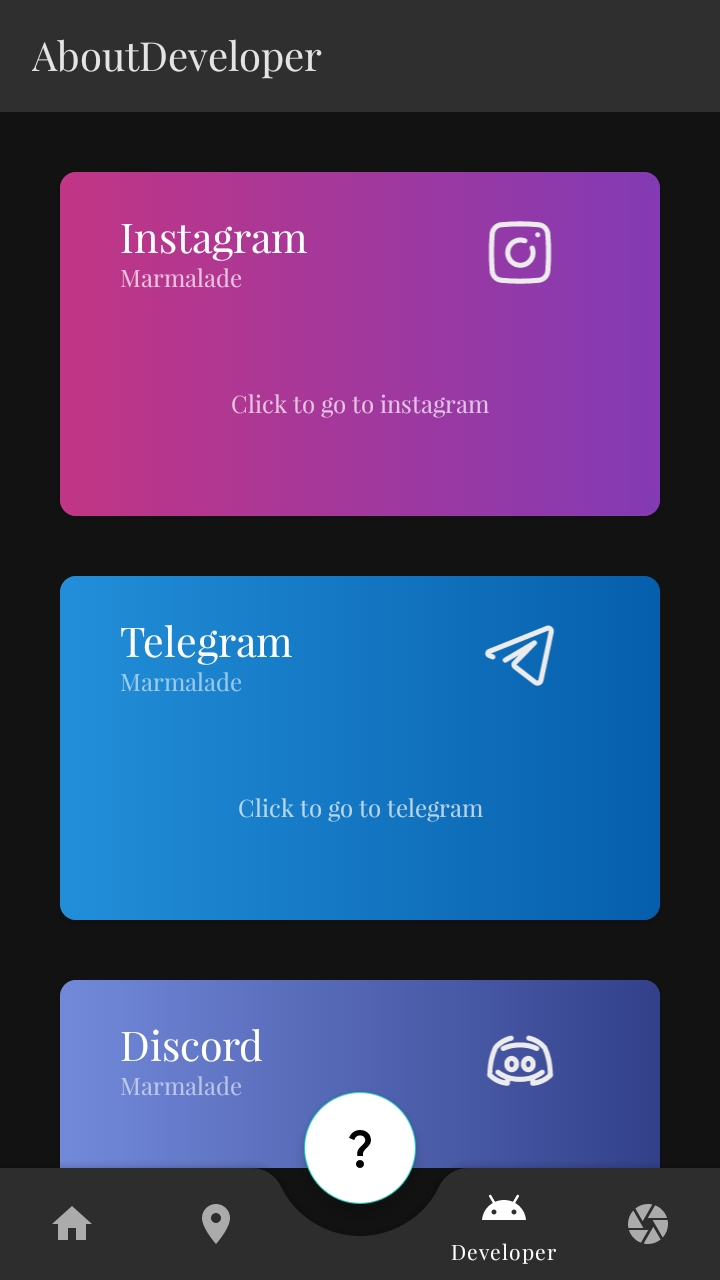 AboutDeveloper
Instagram
Marmalade
Click to go to instagram
Telegram
Marmalade
Click to go to telegram
Discord
Marmalade
?
Developer